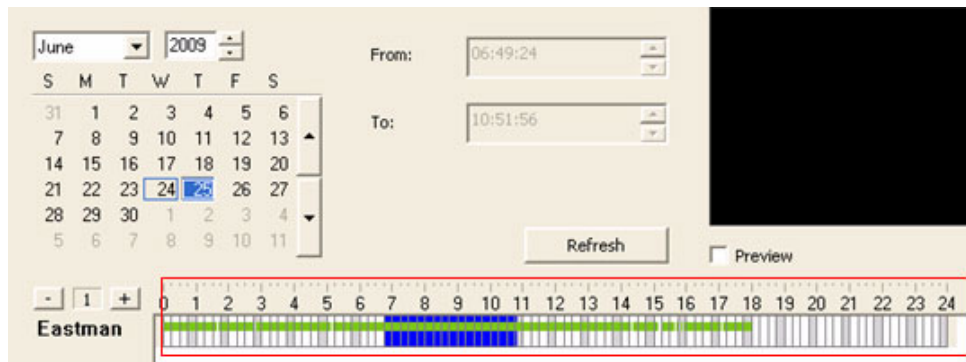 June 2009
S M T W T F S
31 1 2 3 4 5 6
7 8 9 10 11 12 13
14 15 16 17 18 19 20
21 22 23 24 25 26 27
28 29 30 1 2 3 4
5 6 7 8 9 10 11
From: 06:49:24
To: 10:51:56
Refresh
Preview
- 1 +
0 1 2 3 4 5 6 7 8 9 10 11 12 13 14 15 16 17 18 19 20 21 22 23 24
Eastman